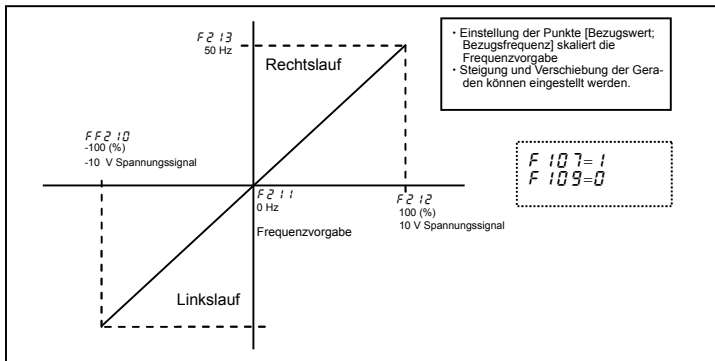 F213
50 Hz
Rechtslauf
· Einstellung der Punkte [Bezugswert;
Bezugsfrequenz] skaliert die
Frequenzvorgabe
· Steigung und Verschiebung der Gera-
den können eingestellt werden.
FF210
-100 (%)
-10 V Spannungssignal
F107=1
F109=0
F211
0 Hz
F212
100 (%)
10 V Spannungssignal
Frequenzvorgabe
Linkslauf